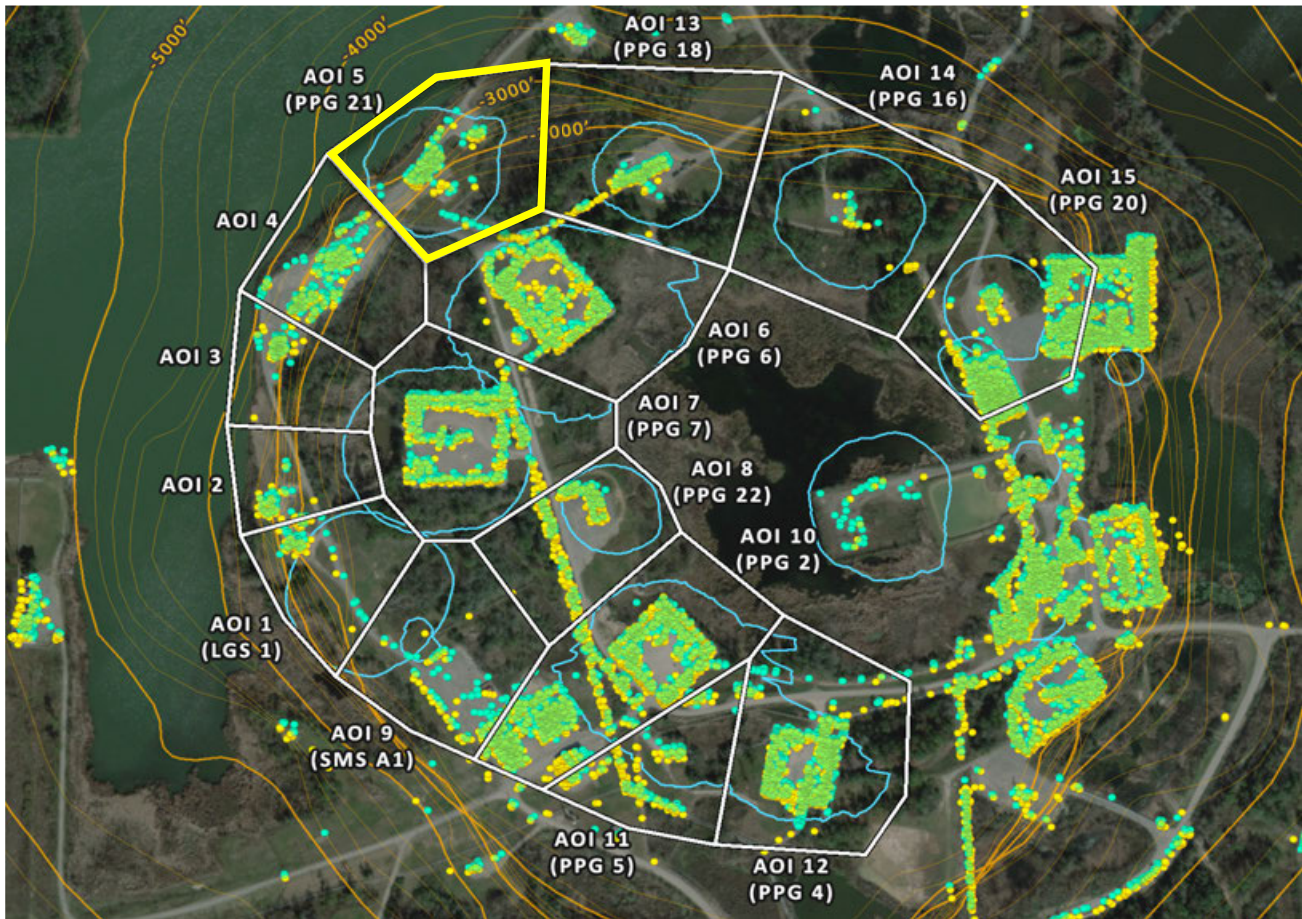 -5000'
-4000'
AOI 13
(PPG 18)
AOI 5
(PPG 21)
AOI 14
(PPG 16)
-3000'
AOI 15
(PPG 20)
AOI 4
AOI 3
AOI 6
(PPG 6)
AOI 7
(PPG 7)
AOI 2
AOI 8
(PPG 22)
AOI 10
(PPG 2)
AOI 1
(LGS 1)
AOI 9
(SMS A1)
AOI 11
(PPG 5)
AOI 12
(PPG 4)